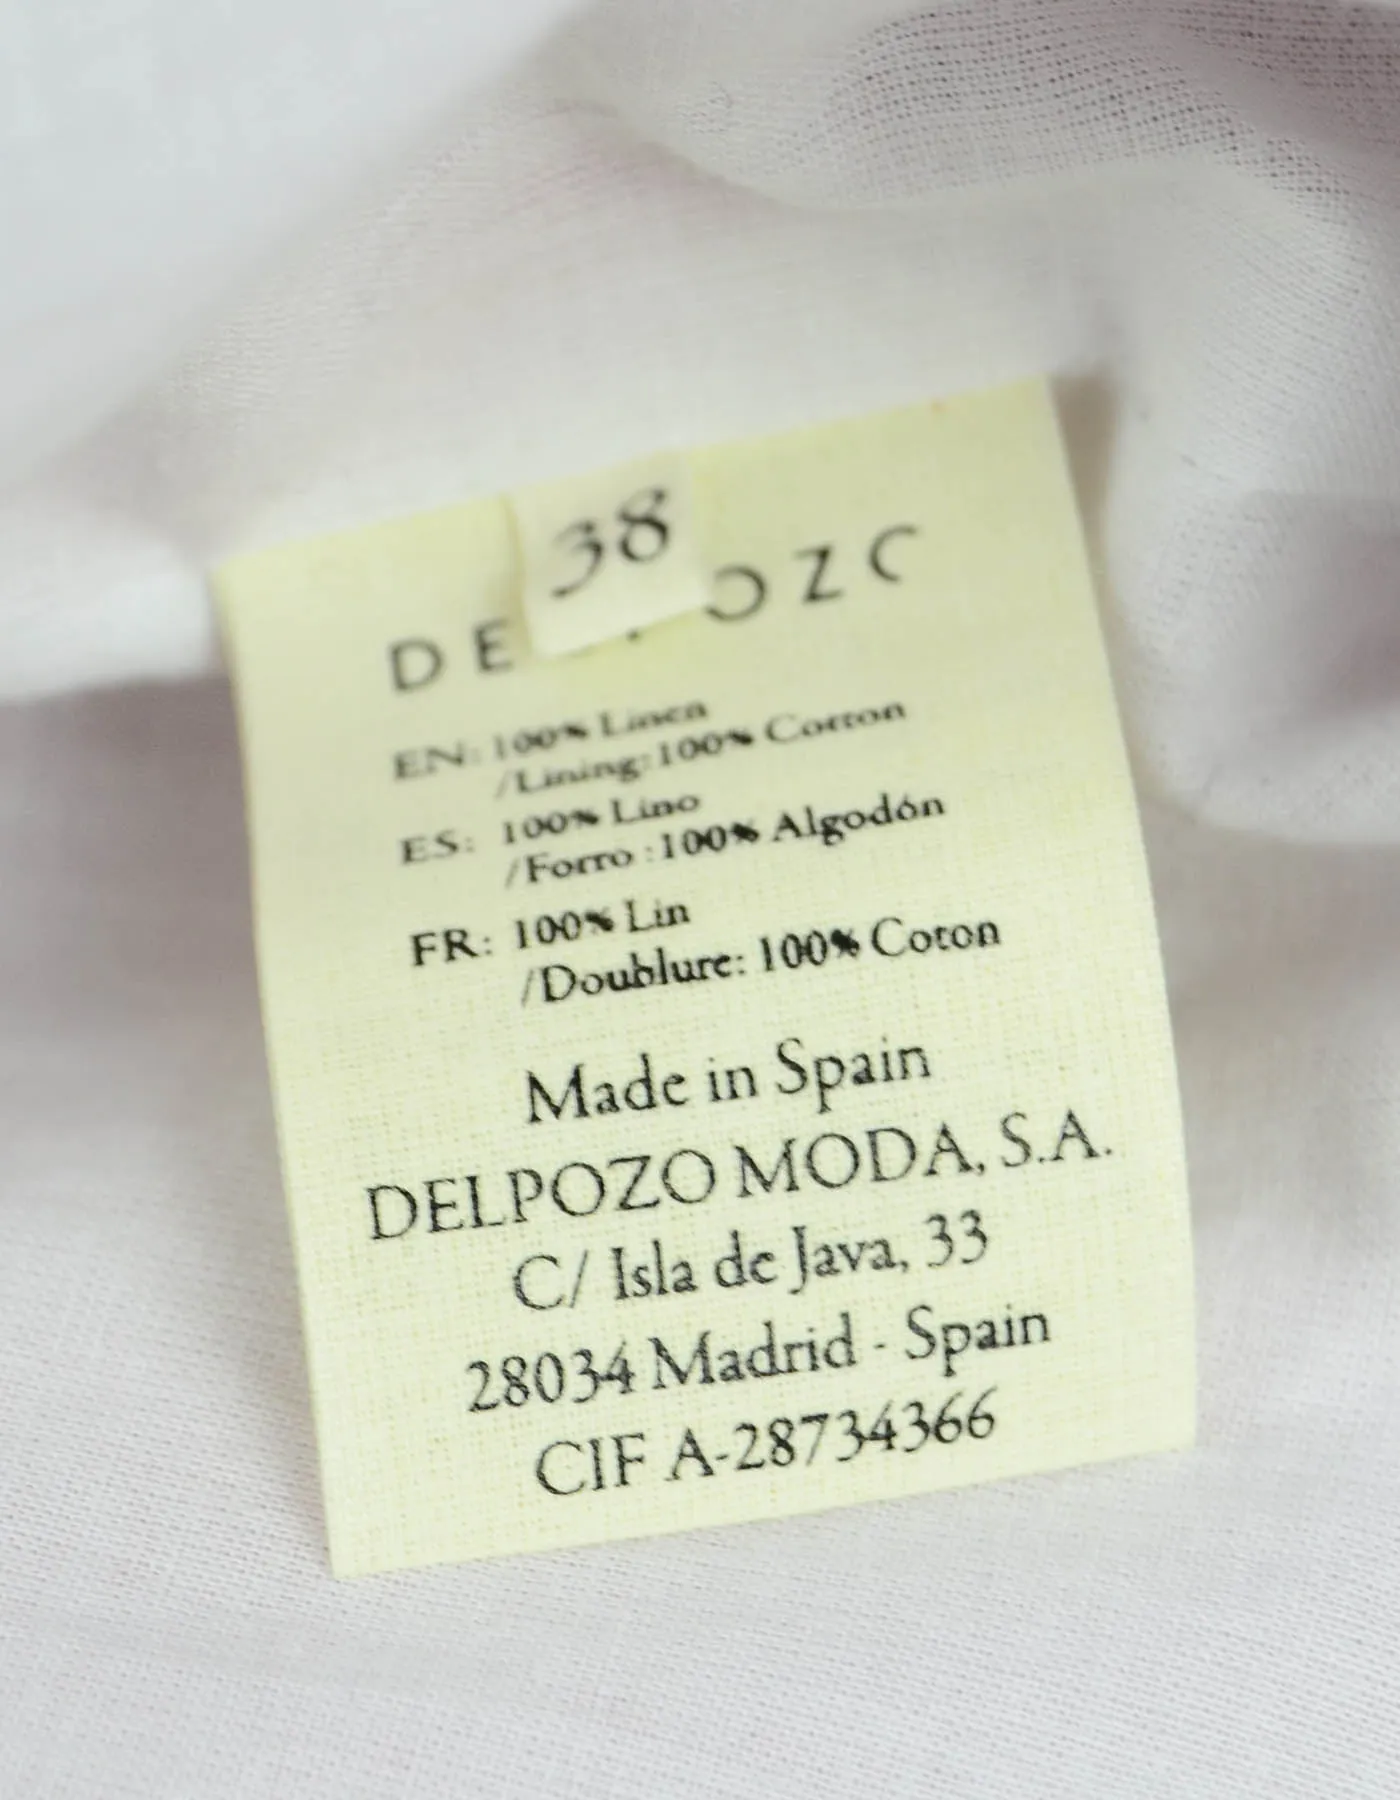 38
DE POZO
EN: 100% Linen
/Lining:100% Cotton
ES: 100% Lino
/Forro :100% Algodón
FR: 100% Lin
/Doublure: 100% Coton
Made in Spain
DELPOZO MODA, S.A.
C/ Isla de Java, 33
28034 Madrid - Spain
CIF A-28734366